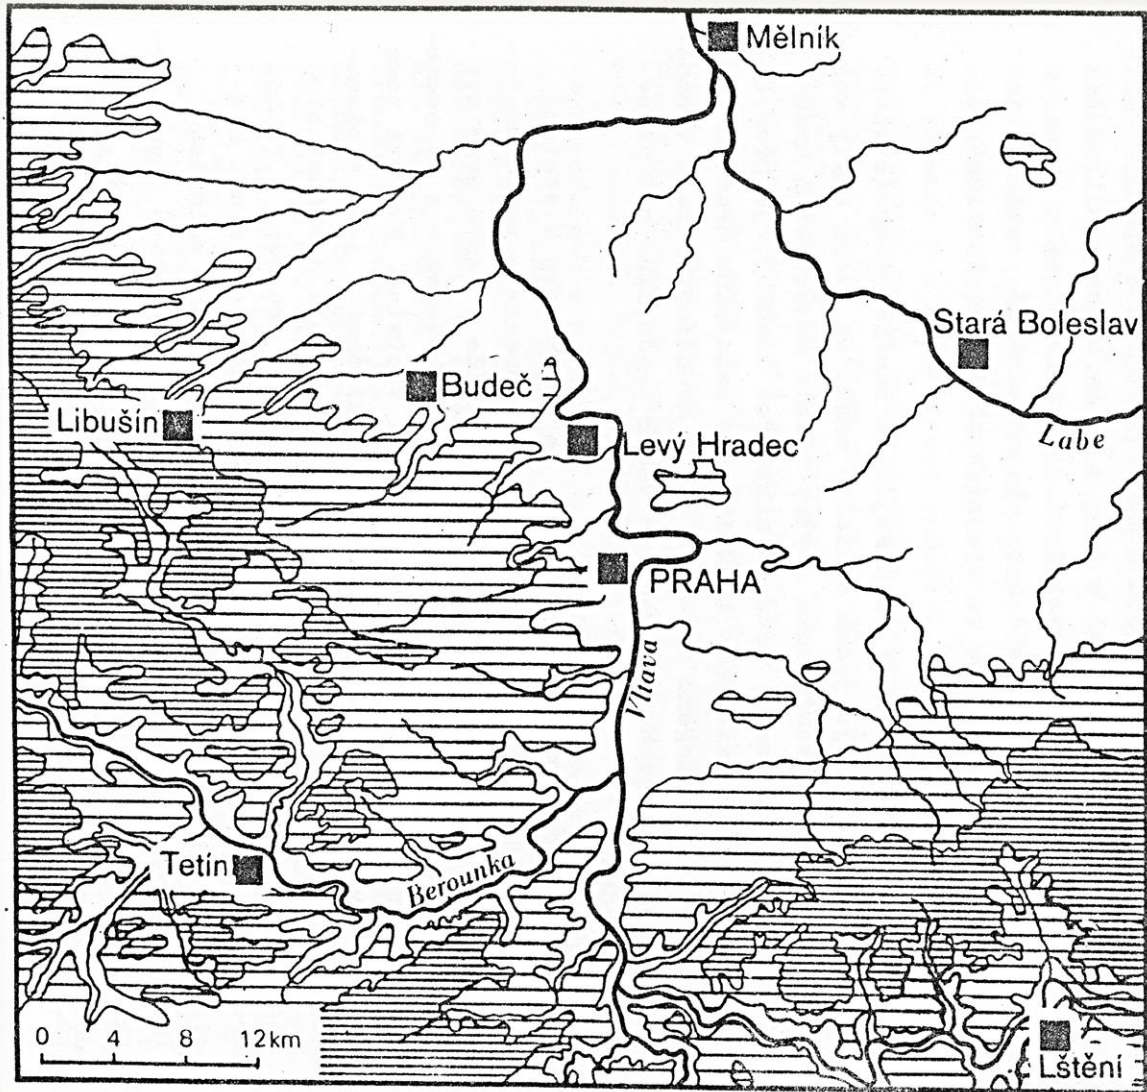 Mělník
Stará Boleslav
Budeč
Libušín
Labe
Levý Hradec
PRAHA
Vltava
Tetín
Berounka
0 4 8 12km
Lštění